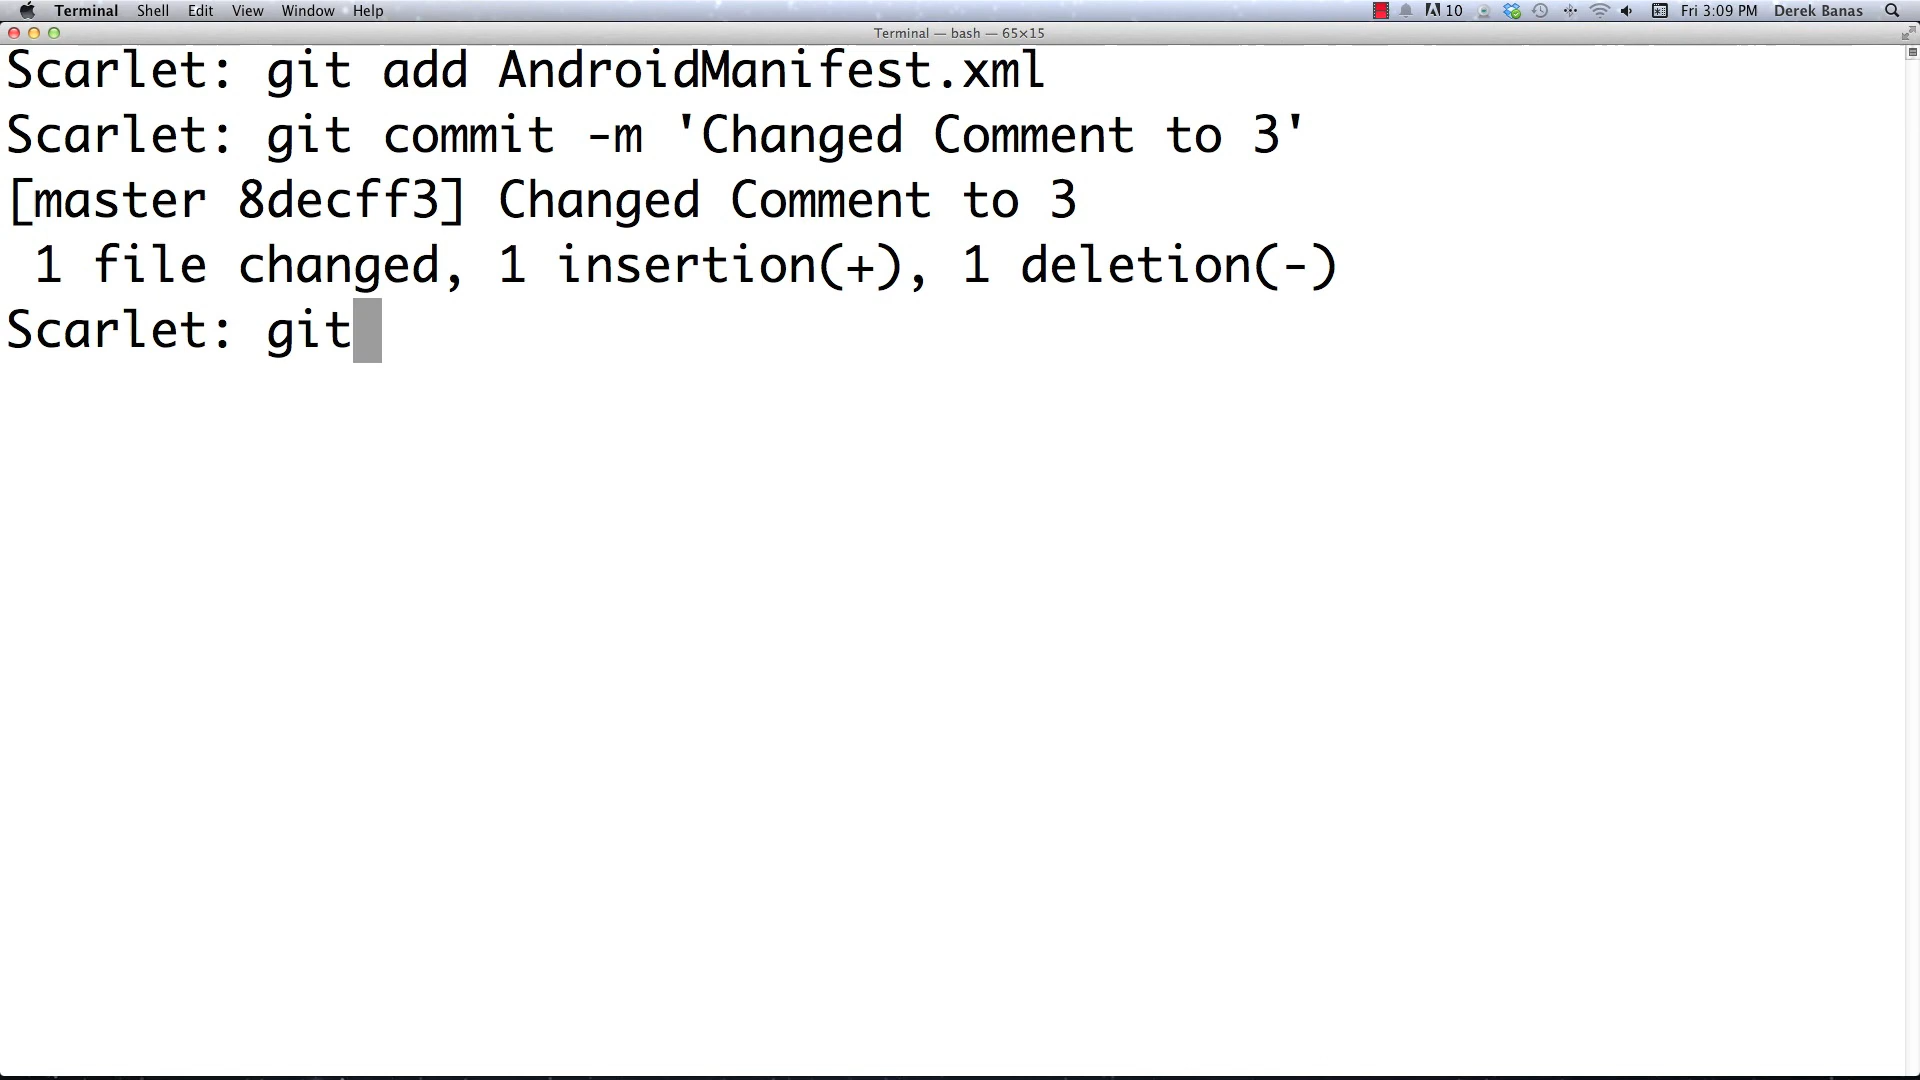 Terminal Shell Edit View Window Help 10 Fri 3:09 PM Derek Banas
Terminal — bash — 65×15
Scarlet: git add AndroidManifest.xml
Scarlet: git commit -m 'Changed Comment to 3'
[master 8decff3] Changed Comment to 3
1 file changed, 1 insertion(+), 1 deletion(-)
Scarlet: git